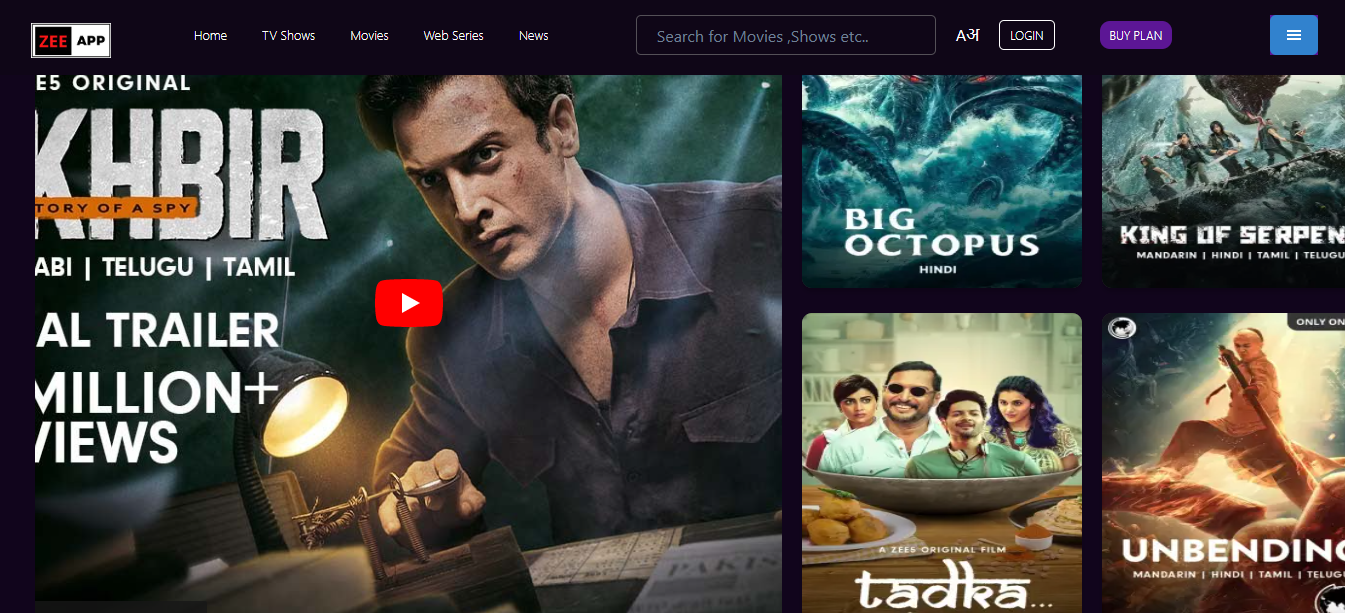 ZEE APP
Home
TV Shows
Movies
Web Series
News
Search for Movies ,Shows etc..
Aअ
LOGIN
BUY PLAN
E5 ORIGINAL
KHBIR
TORY OF A SPY
ABI | TELUGU | TAMIL
AL TRAILER
MILLION+
VIEWS
BIG
OCTOPUS
HINDI
KING OF SERPEN
MANDARIN | HINDI | TAMIL | TELUGU
A ZEE5 ORIGINAL FILM
tadka...
ONLY ON
UNBENDING
MANDARIN | HINDI | TAMIL | TELUGU
PAKIS